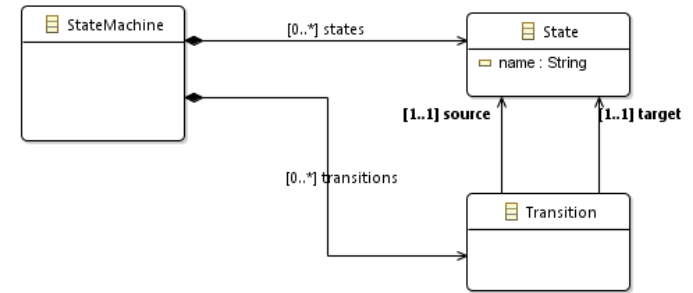 StateMachine
[0..*] states
State
name : String
[1..1] source
[1..1] target
[0..*] transitions
Transition